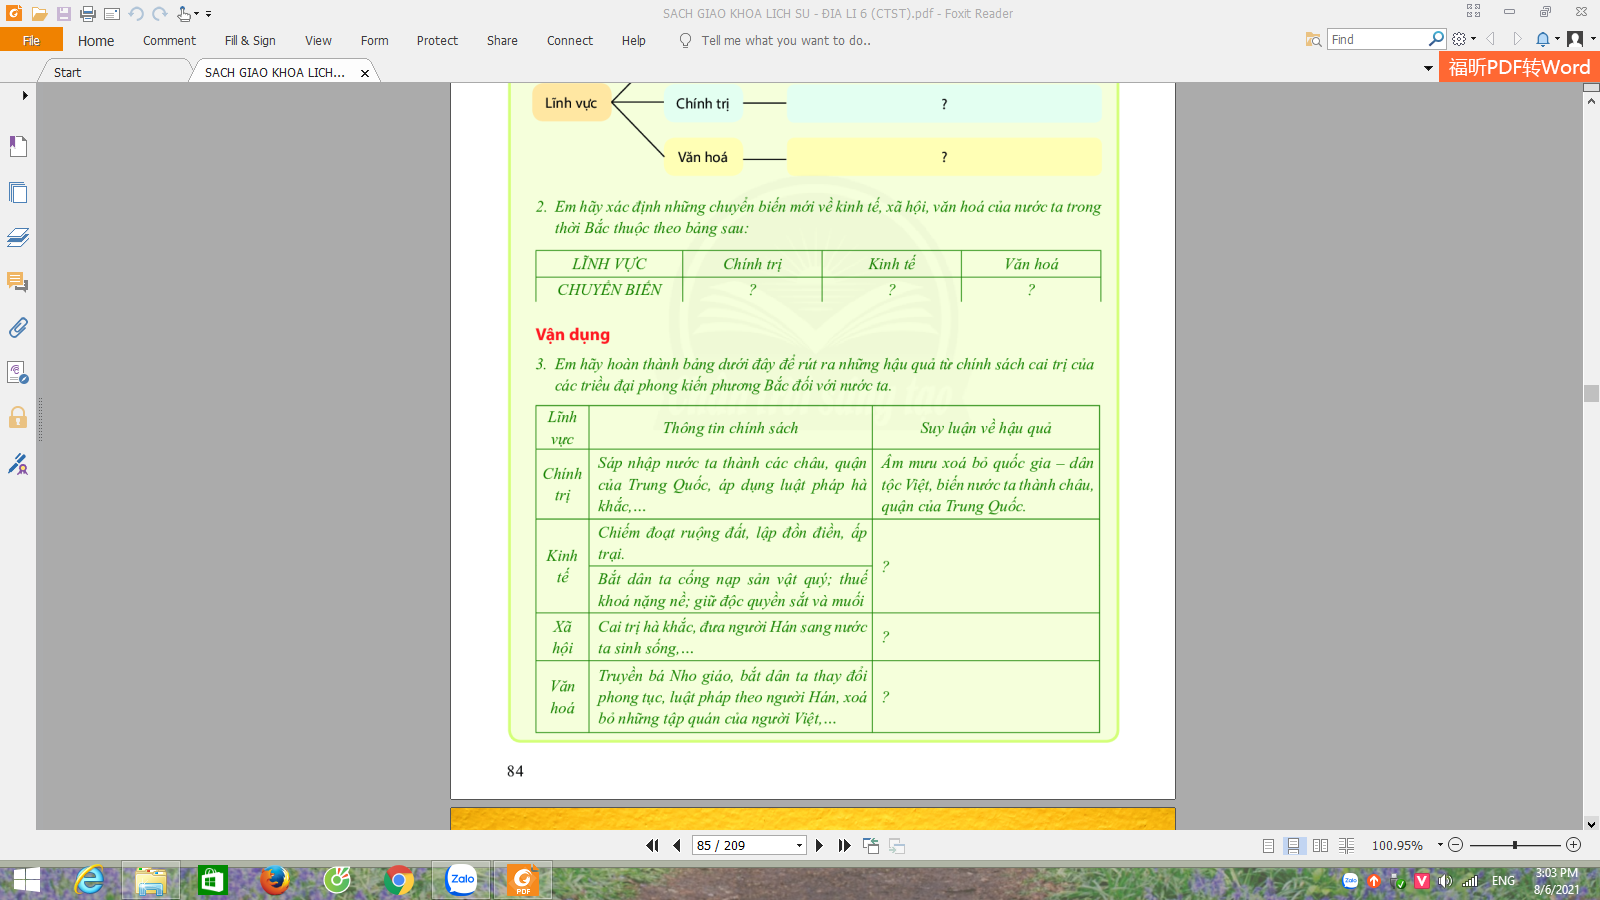 SACH GIAO KHOA LICH SU - ĐIA LI 6 (CTST).pdf - Foxit Reader
File Home Comment Fill & Sign View Form Protect Share Connect Help Tell me what you want to do.. Find
Start SACH GIAO KHOA LICH... 福昕PDF转Word
Lĩnh vực Chính trị ?
Văn hoá ?
2. Em hãy xác định những chuyển biến mới về kinh tế, xã hội, văn hoá của nước ta trong
thời Bắc thuộc theo bảng sau:
LĨNH VỰC Chính trị Kinh tế Văn hoá
CHUYỂN BIẾN ? ? ?
Vận dụng
3. Em hãy hoàn thành bảng dưới đây để rút ra những hậu quả từ chính sách cai trị của
các triều đại phong kiến phương Bắc đối với nước ta.
Lĩnh
vực
Thông tin chính sách
Suy luận về hậu quả
Chính
trị
Sáp nhập nước ta thành các châu, quận
của Trung Quốc, áp dụng luật pháp hà
khắc,...
Âm mưu xoá bỏ quốc gia – dân
tộc Việt, biến nước ta thành châu,
quận của Trung Quốc.
Kinh
tế
Chiếm đoạt ruộng đất, lập đồn điền, ấp
trại.
Bắt dân ta cống nạp sản vật quý; thuế
khoá nặng nề; giữ độc quyền sắt và muối
?
Xã
hội
Cai trị hà khắc, đưa người Hán sang nước
ta sinh sống,...
?
Văn
hoá
Truyền bá Nho giáo, bắt dân ta thay đổi
phong tục, luật pháp theo người Hán, xoá
bỏ những tập quán của người Việt,...
?
84
85 / 209 100.95%
Zalo PDF Zalo ENG 3:03 PM
8/6/2021